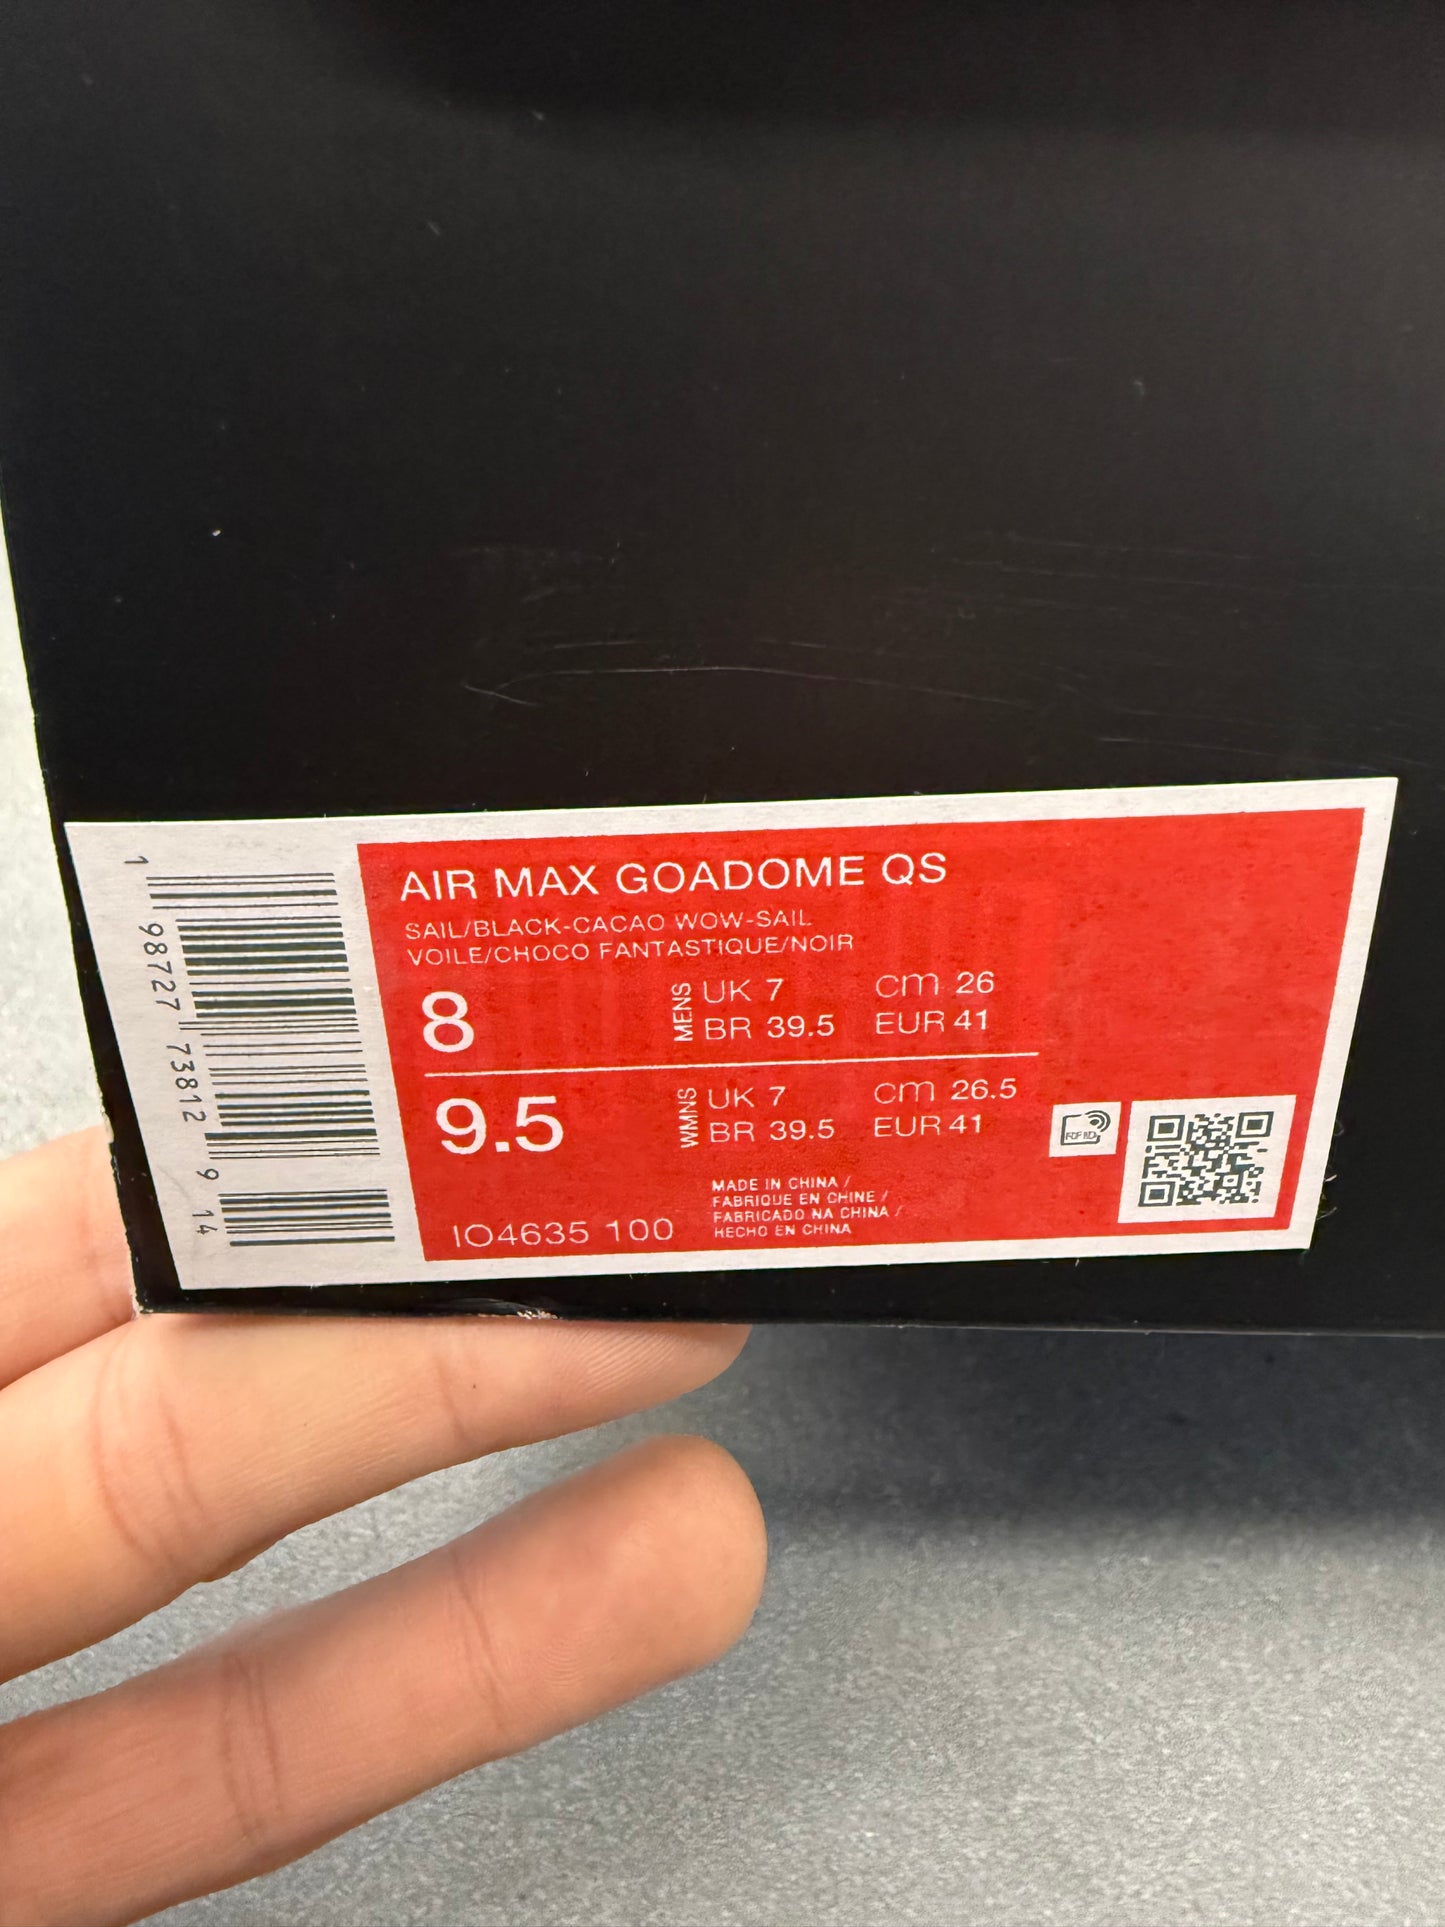 AIR MAX GOADOME QS
SAIL/BLACK-CACAO WOW-SAIL
VOILE/CHOCO FANTASTIQUE/NOIR
8 MENS UK 7 CM 26
BR 39.5 EUR 41
9.5 WMNS UK 7 CM 26.5
BR 39.5 EUR 41
MADE IN CHINA /
FABRIQUE EN CHINE /
FABRICADO NA CHINA /
HECHO EN CHINA
IO4635 100
1 98727 73812 9 14
RFID